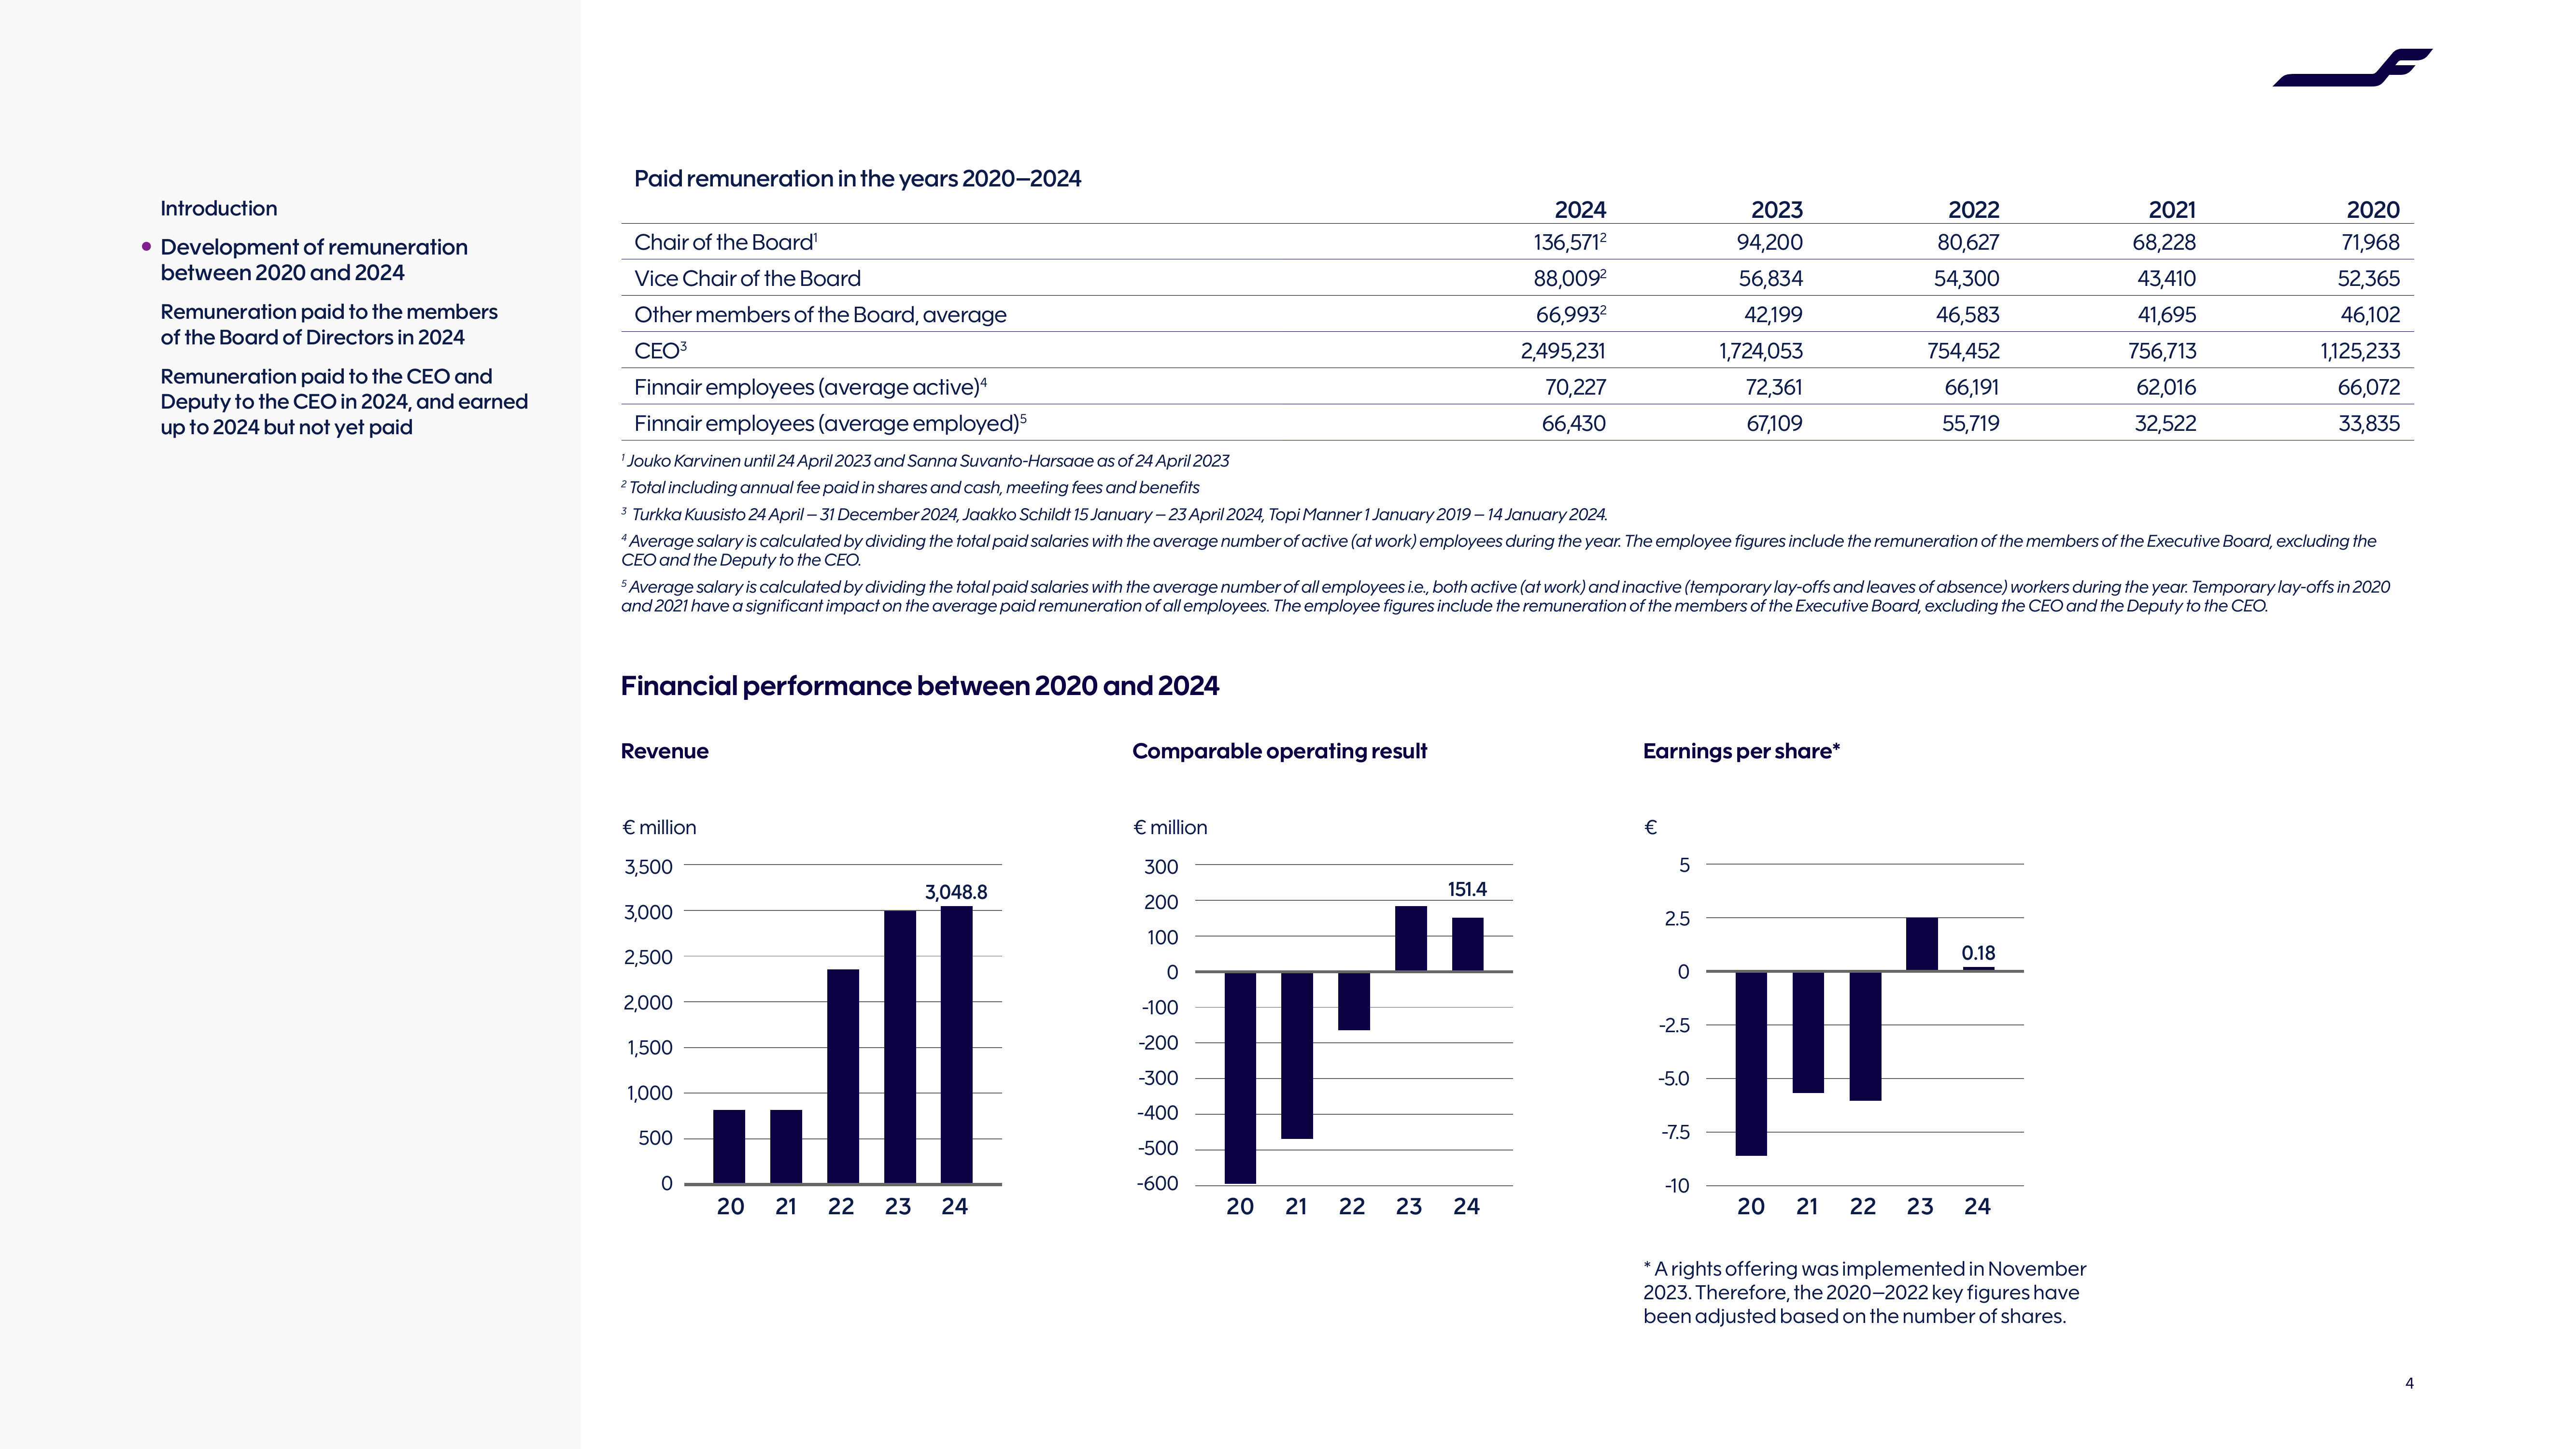 Introduction
Development of remuneration
between 2020 and 2024
Remuneration paid to the members
of the Board of Directors in 2024
Remuneration paid to the CEO and
Deputy to the CEO in 2024, and earned
up to 2024 but not yet paid
Paid remuneration in the years 2020–2024
2024 2023 2022 2021 2020
Chair of the Board¹ 136,571² 94,200 80,627 68,228 71,968
Vice Chair of the Board 88,009² 56,834 54,300 43,410 52,365
Other members of the Board, average 66,993² 42,199 46,583 41,695 46,102
CEO³ 2,495,231 1,724,053 754,452 756,713 1,125,233
Finnair employees (average active)⁴ 70,227 72,361 66,191 62,016 66,072
Finnair employees (average employed)⁵ 66,430 67,109 55,719 32,522 33,835
¹ Jouko Karvinen until 24 April 2023 and Sanna Suvanto-Harsaae as of 24 April 2023
² Total including annual fee paid in shares and cash, meeting fees and benefits
³ Turkka Kuusisto 24 April – 31 December 2024, Jaakko Schildt 15 January – 23 April 2024, Topi Manner 1 January 2019 – 14 January 2024.
⁴ Average salary is calculated by dividing the total paid salaries with the average number of active (at work) employees during the year. The employee figures include the remuneration of the members of the Executive Board, excluding the
CEO and the Deputy to the CEO.
⁵ Average salary is calculated by dividing the total paid salaries with the average number of all employees i.e., both active (at work) and inactive (temporary lay-offs and leaves of absence) workers during the year. Temporary lay-offs in 2020
and 2021 have a significant impact on the average paid remuneration of all employees. The employee figures include the remuneration of the members of the Executive Board, excluding the CEO and the Deputy to the CEO.
Financial performance between 2020 and 2024
Revenue
€ million
3,500
3,048.8
3,000
2,500
2,000
1,500
1,000
500
0
20 21 22 23 24
Comparable operating result
€ million
300
151.4
200
100
0
-100
-200
-300
-400
-500
-600
20 21 22 23 24
Earnings per share*
€
5
2.5
0.18
0
-2.5
-5.0
-7.5
-10
20 21 22 23 24
* A rights offering was implemented in November
2023. Therefore, the 2020–2022 key figures have
been adjusted based on the number of shares.
4